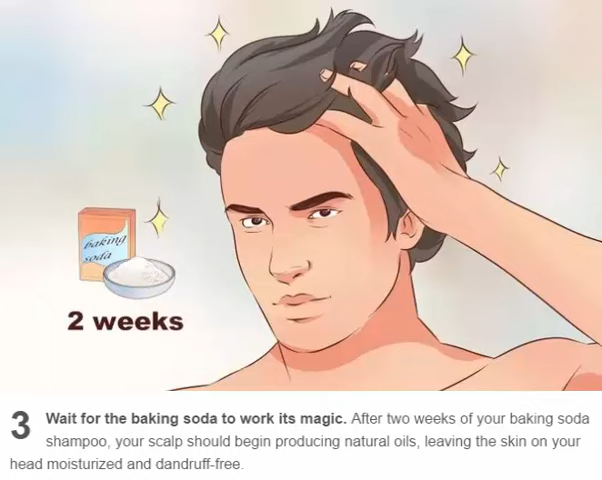 baking
soda
2 weeks
3 Wait for the baking soda to work its magic. After two weeks of your baking soda
shampoo, your scalp should begin producing natural oils, leaving the skin on your
head moisturized and dandruff-free.